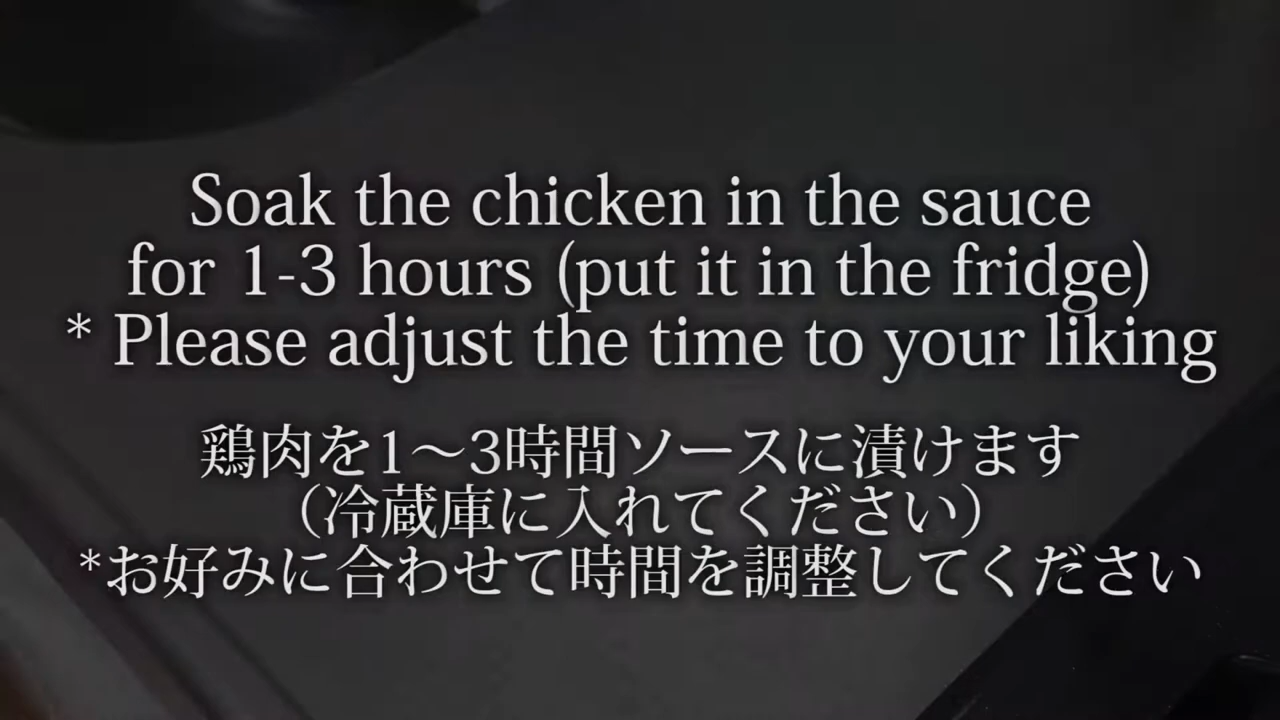 Soak the chicken in the sauce
for 1-3 hours (put it in the fridge)
* Please adjust the time to your liking
鶏肉を1～3時間ソースに漬けます
（冷蔵庫に入れてください）
*お好みに合わせて時間を調整してください